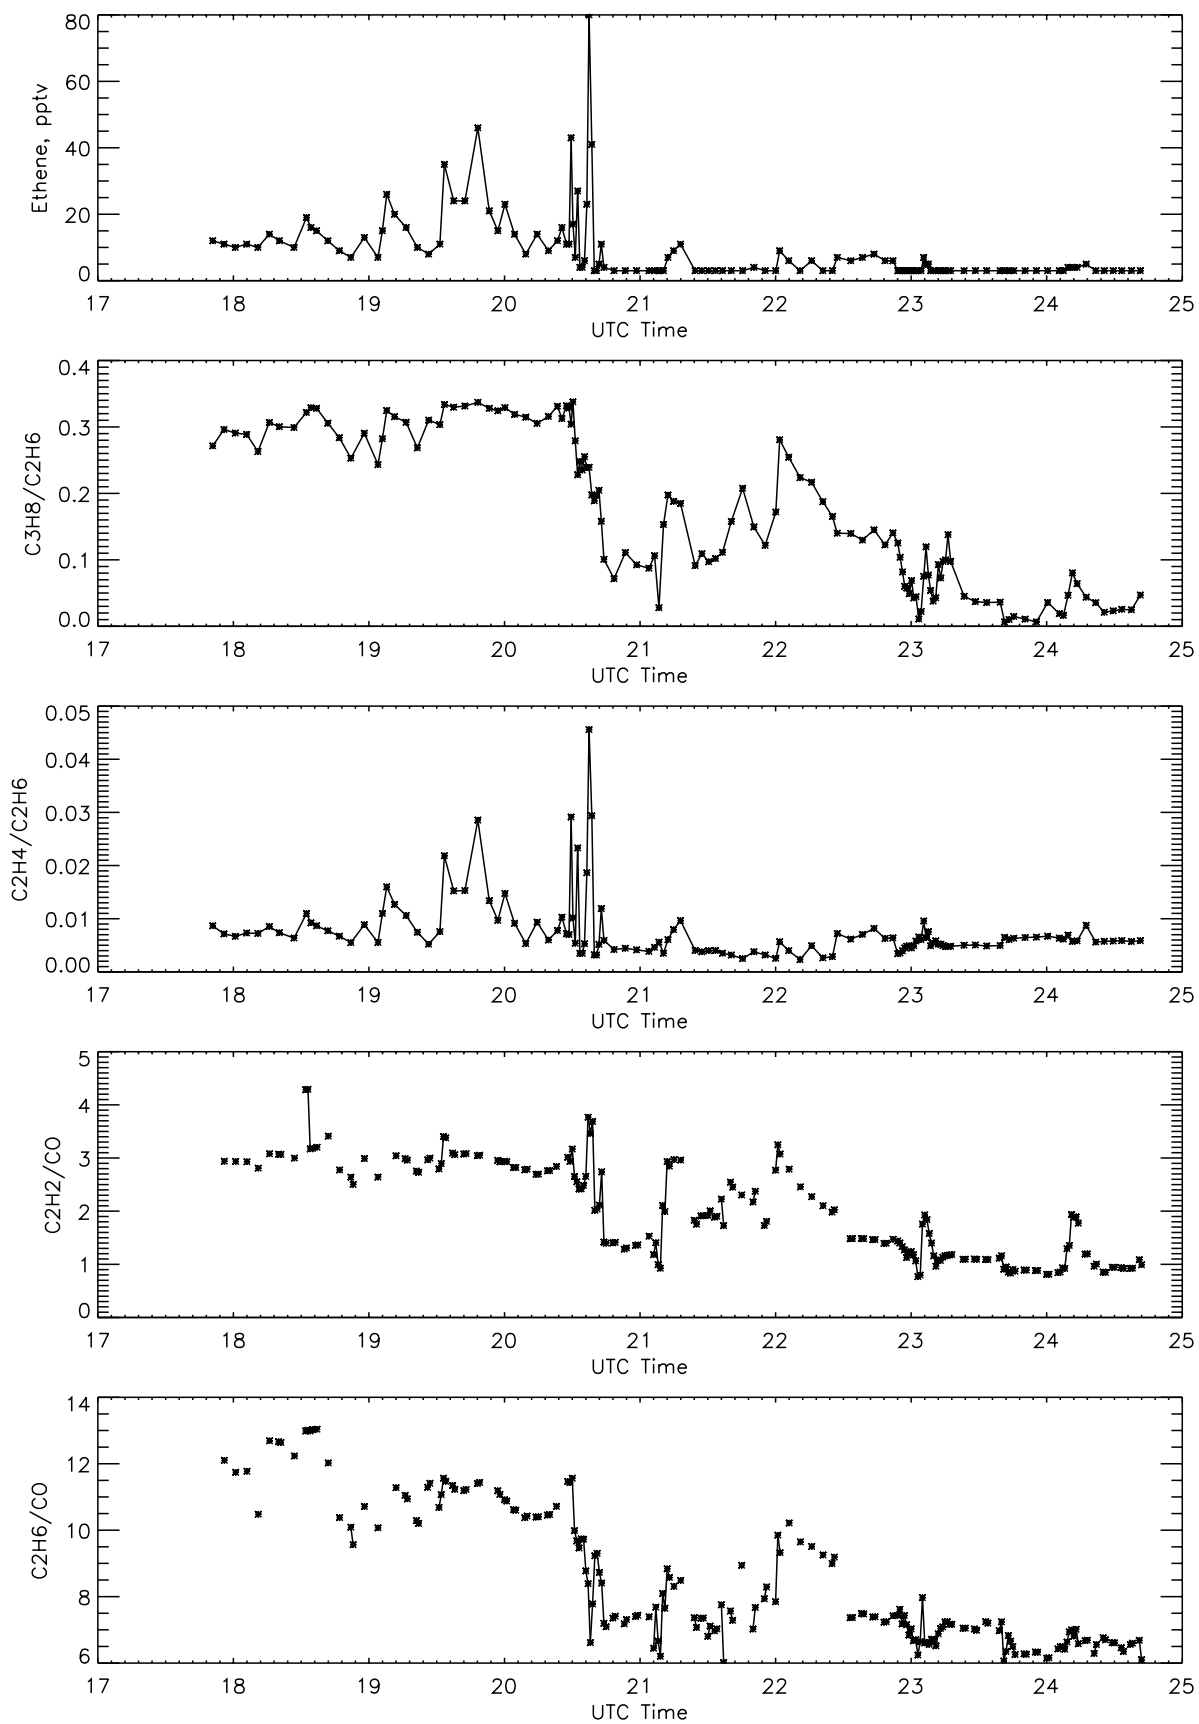 80
60
40
20
0
Ethene, pptv
17 18 19 20 21 22 23 24 25
UTC Time
0.4
0.3
0.2
0.1
0.0
C3H8/C2H6
17 18 19 20 21 22 23 24 25
UTC Time
0.05
0.04
0.03
0.02
0.01
0.00
C2H4/C2H6
17 18 19 20 21 22 23 24 25
UTC Time
5
4
3
2
1
0
C2H2/CO
17 18 19 20 21 22 23 24 25
UTC Time
14
12
10
8
6
C2H6/CO
17 18 19 20 21 22 23 24 25
UTC Time